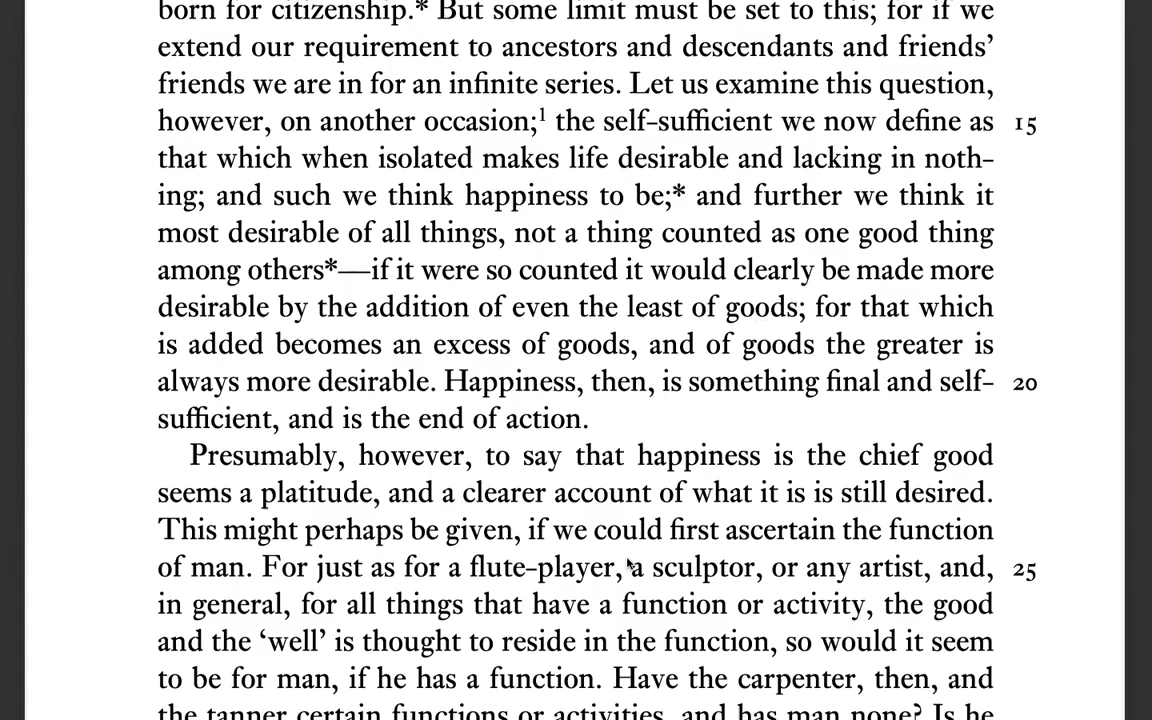 born for citizenship.* But some limit must be set to this; for if we
extend our requirement to ancestors and descendants and friends’
friends we are in for an infinite series. Let us examine this question,
however, on another occasion;¹ the self-sufficient we now define as 15
that which when isolated makes life desirable and lacking in noth-
ing; and such we think happiness to be;* and further we think it
most desirable of all things, not a thing counted as one good thing
among others*—if it were so counted it would clearly be made more
desirable by the addition of even the least of goods; for that which
is added becomes an excess of goods, and of goods the greater is
always more desirable. Happiness, then, is something final and self- 20
sufficient, and is the end of action.
Presumably, however, to say that happiness is the chief good
seems a platitude, and a clearer account of what it is is still desired.
This might perhaps be given, if we could first ascertain the function
of man. For just as for a flute-player, a sculptor, or any artist, and, 25
in general, for all things that have a function or activity, the good
and the ‘well’ is thought to reside in the function, so would it seem
to be for man, if he has a function. Have the carpenter, then, and
the tanner certain functions or activities, and has man none? Is he